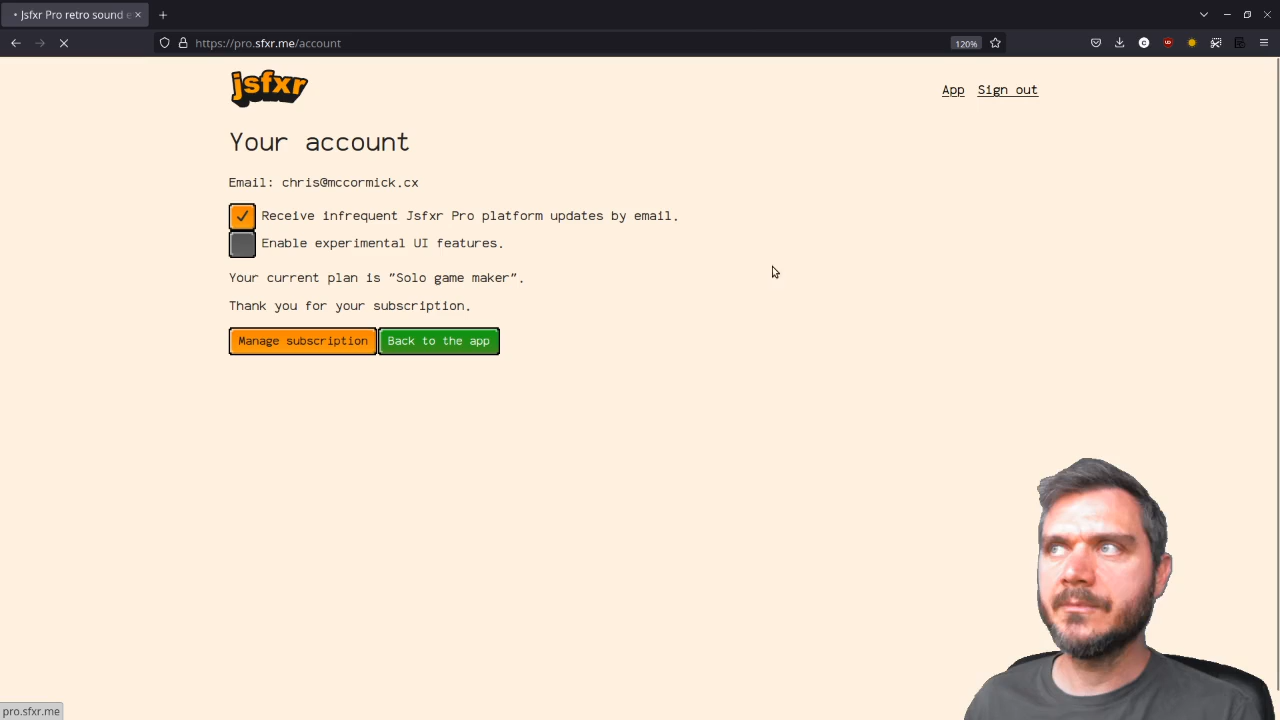 Jsfxr Pro retro sound e
https://pro.sfxr.me/account
120%
jsfxr
App
Sign out
Your account
Email: chris@mccormick.cx
Receive infrequent Jsfxr Pro platform updates by email.
Enable experimental UI features.
Your current plan is "Solo game maker".
Thank you for your subscription.
Manage subscription
Back to the app
pro.sfxr.me